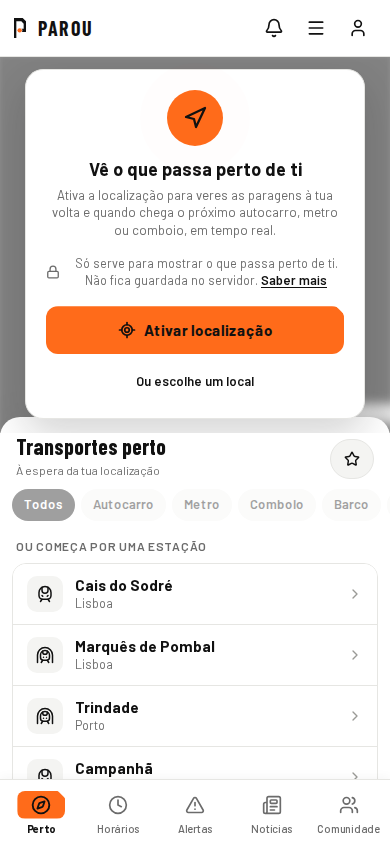 PAROU
Vê o que passa perto de ti
Ativa a localização para veres as paragens à tua
volta e quando chega o próximo autocarro, metro
ou comboio, em tempo real.
Só serve para mostrar o que passa perto de ti.
Não fica guardada no servidor. Saber mais
Ativar localização
Ou escolhe um local
Transportes perto
À espera da tua localização
Todos
Autocarro
Metro
Comboio
Barco
OU COMEÇA POR UMA ESTAÇÃO
Cais do Sodré
Lisboa
Marquês de Pombal
Lisboa
Trindade
Porto
Campanhã
Perto
Horários
Alertas
Notícias
Comunidade